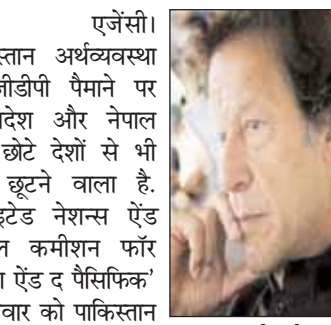 एजेंसी।
स्तान अर्थव्यवस्था
जीडीपी पैमाने पर
देश और नेपाल
छोटे देशों से भी
छूटने वाला है.
इटेड नेशन्स ऐंड
कमीशन फॉर
ऐंड द पैसिफिक'
वार को पाकिस्तान